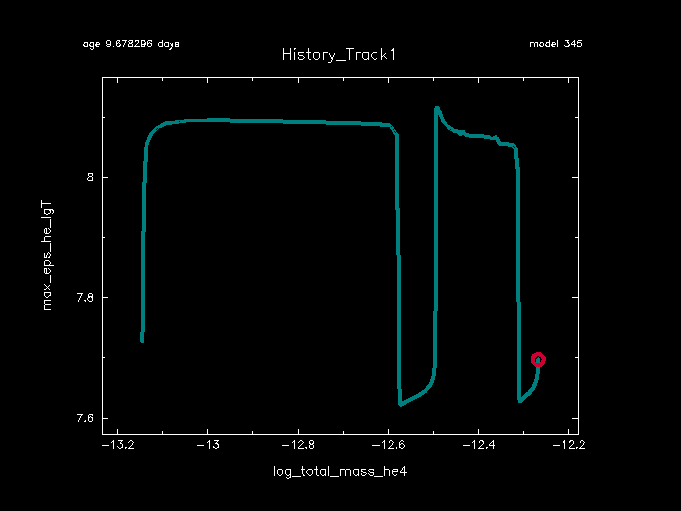 age 9.678296 days
model 345
History_Track1
max_eps_he_lgT
8
7.8
7.6
-13.2
-13
-12.8
-12.6
-12.4
-12.2
log_total_mass_he4